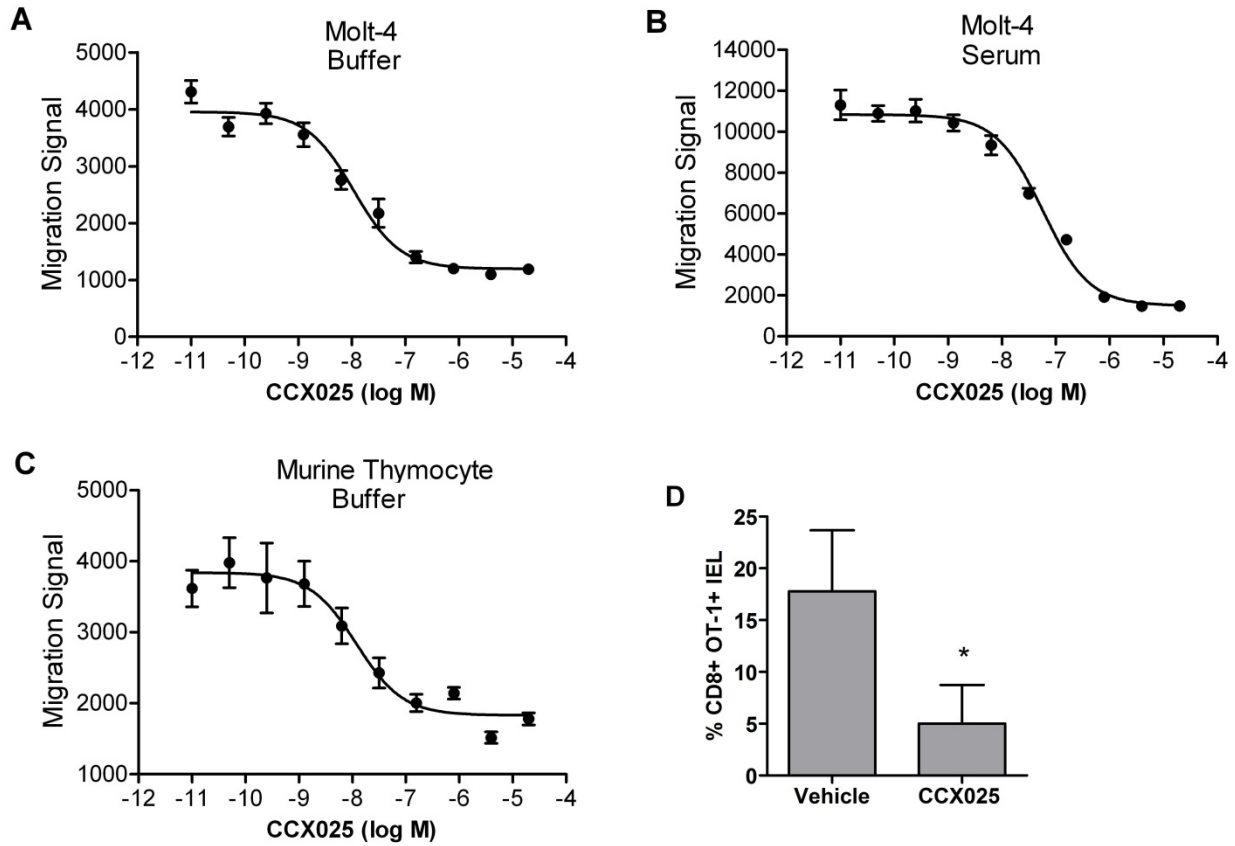 A
Molt-4
Buffer
5000
4000
3000
2000
1000
0
Migration Signal
-12 -11 -10 -9 -8 -7 -6 -5 -4
CCX025 (log M)
B
Molt-4
Serum
14000
12000
10000
8000
6000
4000
2000
0
Migration Signal
-12 -11 -10 -9 -8 -7 -6 -5 -4
CCX025 (log M)
C
Murine Thymocyte
Buffer
5000
4000
3000
2000
1000
Migration Signal
-12 -11 -10 -9 -8 -7 -6 -5 -4
CCX025 (log M)
D
25
20
15
10
5
0
% CD8+ OT-1+ IEL
*
Vehicle CCX025